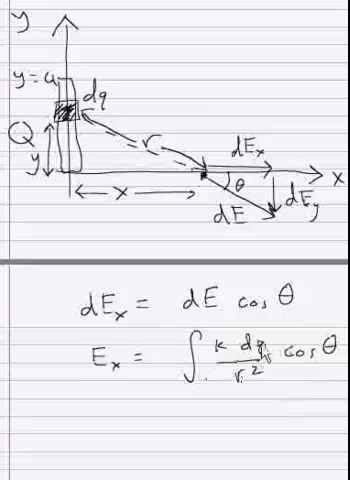 y
y = a
dq
Q
r
y
dEx
x
θ
x
dE
dEy
dEx = dE cos θ
Ex = ∫ k dq / r² cos θ